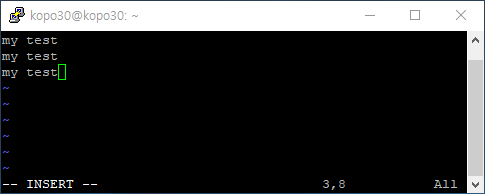 kopo30@kopo30: ~
my test
my test
my test
~
~
~
~
~
~
-- INSERT -- 3,8 All